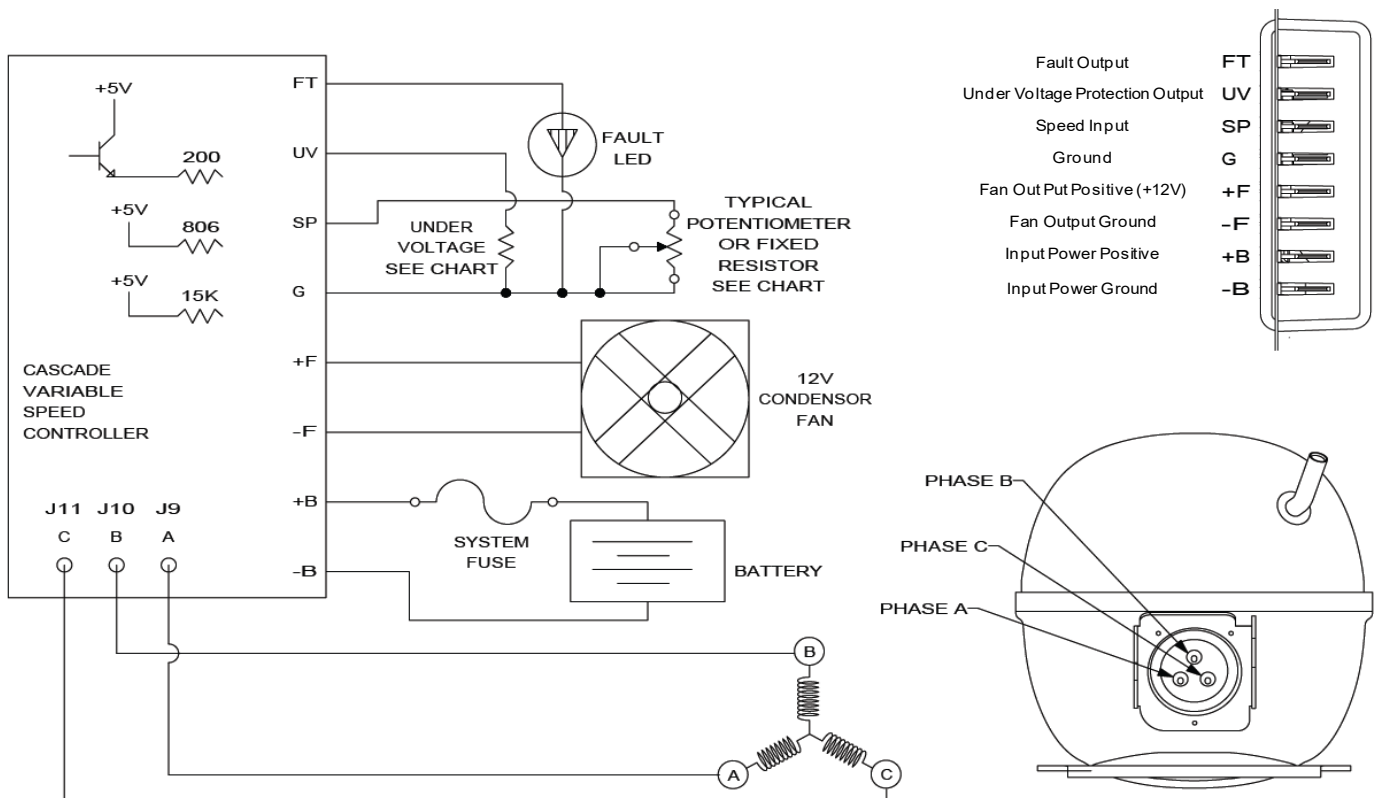 +5V
200
+5V
806
+5V
15K
CASCADE
VARIABLE
SPEED
CONTROLLER
J11 J10 J9
C B A
FT
UV
SP
G
+F
-F
+B
-B
FAULT
LED
UNDER
VOLTAGE
SEE CHART
TYPICAL
POTENTIOMETER
OR FIXED
RESISTOR
SEE CHART
12V
CONDENSOR
FAN
SYSTEM
FUSE
BATTERY
B
A
C
Fault Output FT
Under Voltage Protection Output UV
Speed Input SP
Ground G
Fan Out Put Positive (+12V) +F
Fan Output Ground -F
Input Power Positive +B
Input Power Ground -B
PHASE B
PHASE C
PHASE A